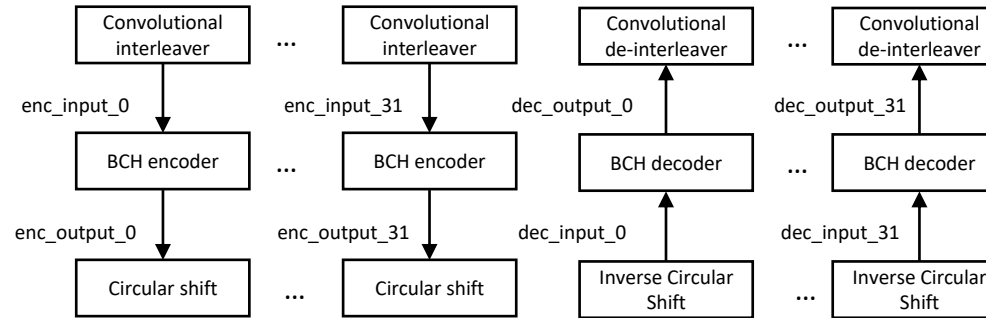 Convolutional
interleaver
...
Convolutional
interleaver
Convolutional
de-interleaver
...
Convolutional
de-interleaver
enc_input_0
enc_input_31
dec_output_0
dec_output_31
BCH encoder
...
BCH encoder
BCH decoder
...
BCH decoder
enc_output_0
enc_output_31
dec_input_0
dec_input_31
Circular shift
...
Circular shift
Inverse Circular
Shift
...
Inverse Circular
Shift